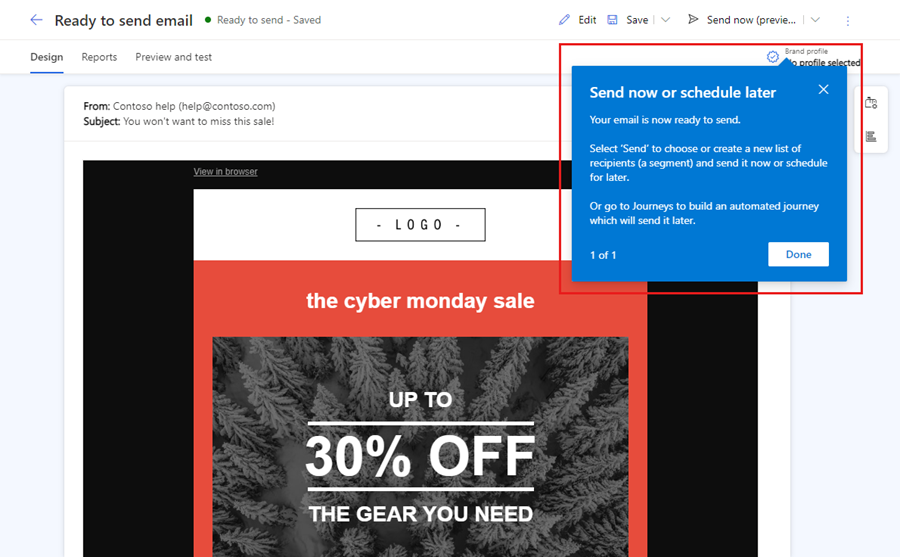 Ready to send email
Ready to send - Saved
Edit
Save
Send now (previe...
Design
Reports
Preview and test
Brand profile
No profile selected
From: Contoso help (help@contoso.com)
Subject: You won't want to miss this sale!
Send now or schedule later
Your email is now ready to send.
Select 'Send' to choose or create a new list of
recipients (a segment) and send it now or schedule
for later.
Or go to Journeys to build an automated journey
which will send it later.
1 of 1
Done
View in browser
- LOGO -
the cyber monday sale
UP TO
30% OFF
THE GEAR YOU NEED